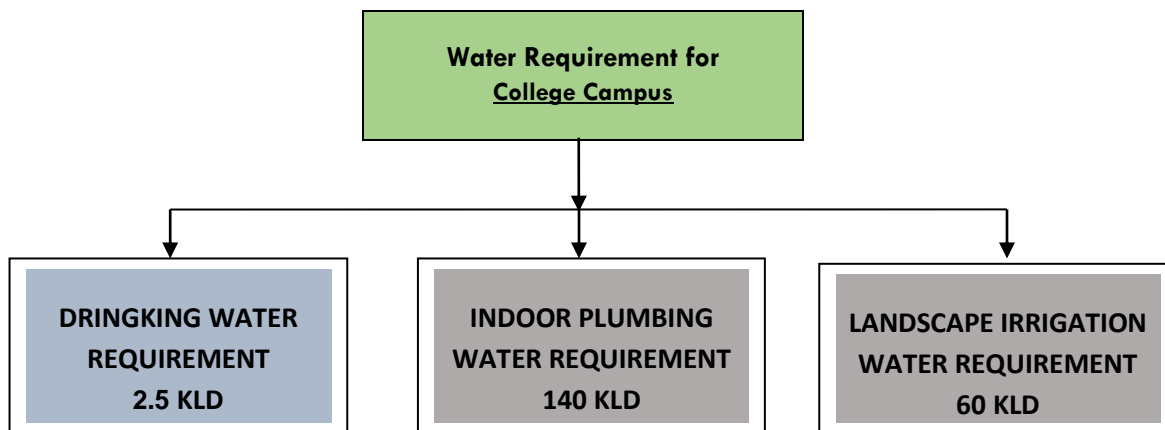 Water Requirement for
College Campus
DRINGKING WATER
REQUIREMENT
2.5 KLD
INDOOR PLUMBING
WATER REQUIREMENT
140 KLD
LANDSCAPE IRRIGATION
WATER REQUIREMENT
60 KLD